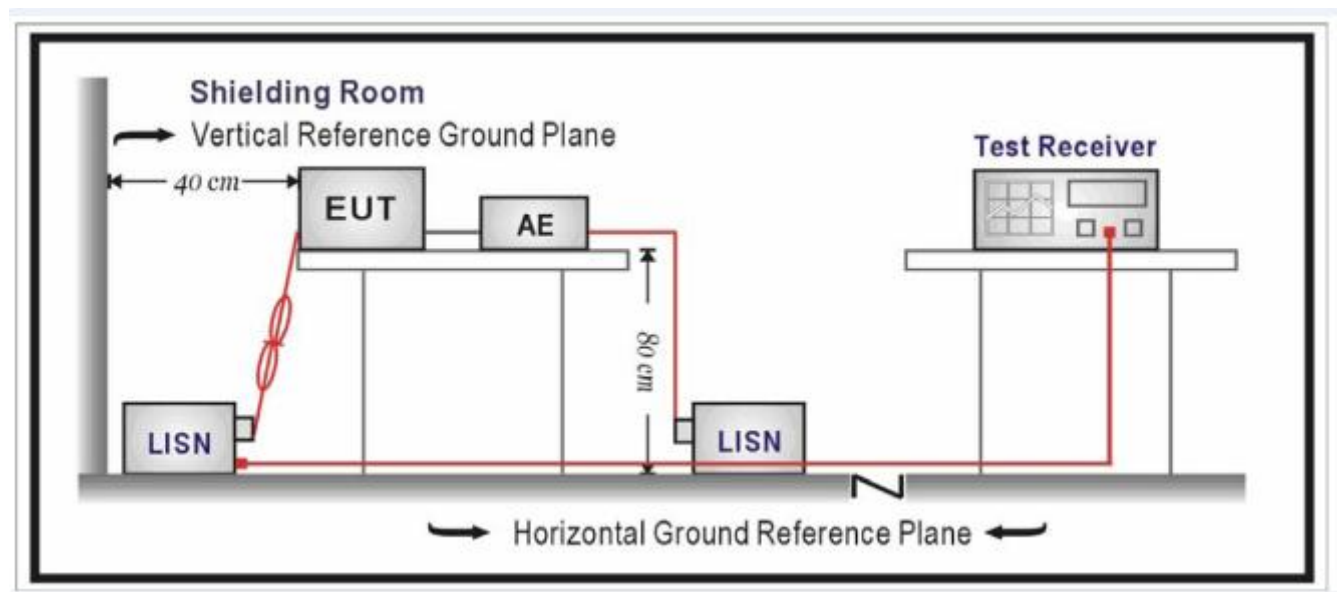 Shielding Room
Vertical Reference Ground Plane
Test Receiver
40 cm
EUT
AE
80 cm
LISN
LISN
Horizontal Ground Reference Plane